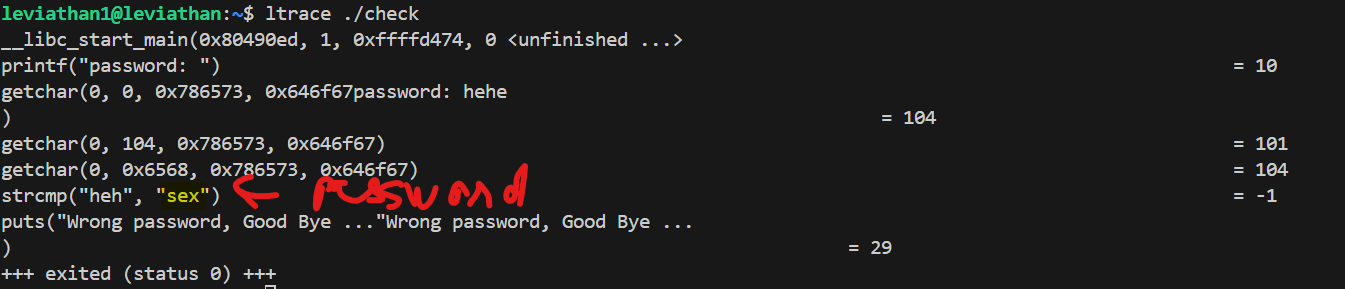 leviathan1@leviathan:~$ ltrace ./check
__libc_start_main(0x80490ed, 1, 0xffffd474, 0 <unfinished ...>
printf("password: ") = 10
getchar(0, 0, 0x786573, 0x646f67password: hehe
) = 104
getchar(0, 104, 0x786573, 0x646f67) = 101
getchar(0, 0x6568, 0x786573, 0x646f67) = 104
strcmp("heh", "sex") ← password = -1
puts("Wrong password, Good Bye ..."Wrong password, Good Bye ...
) = 29
+++ exited (status 0) +++